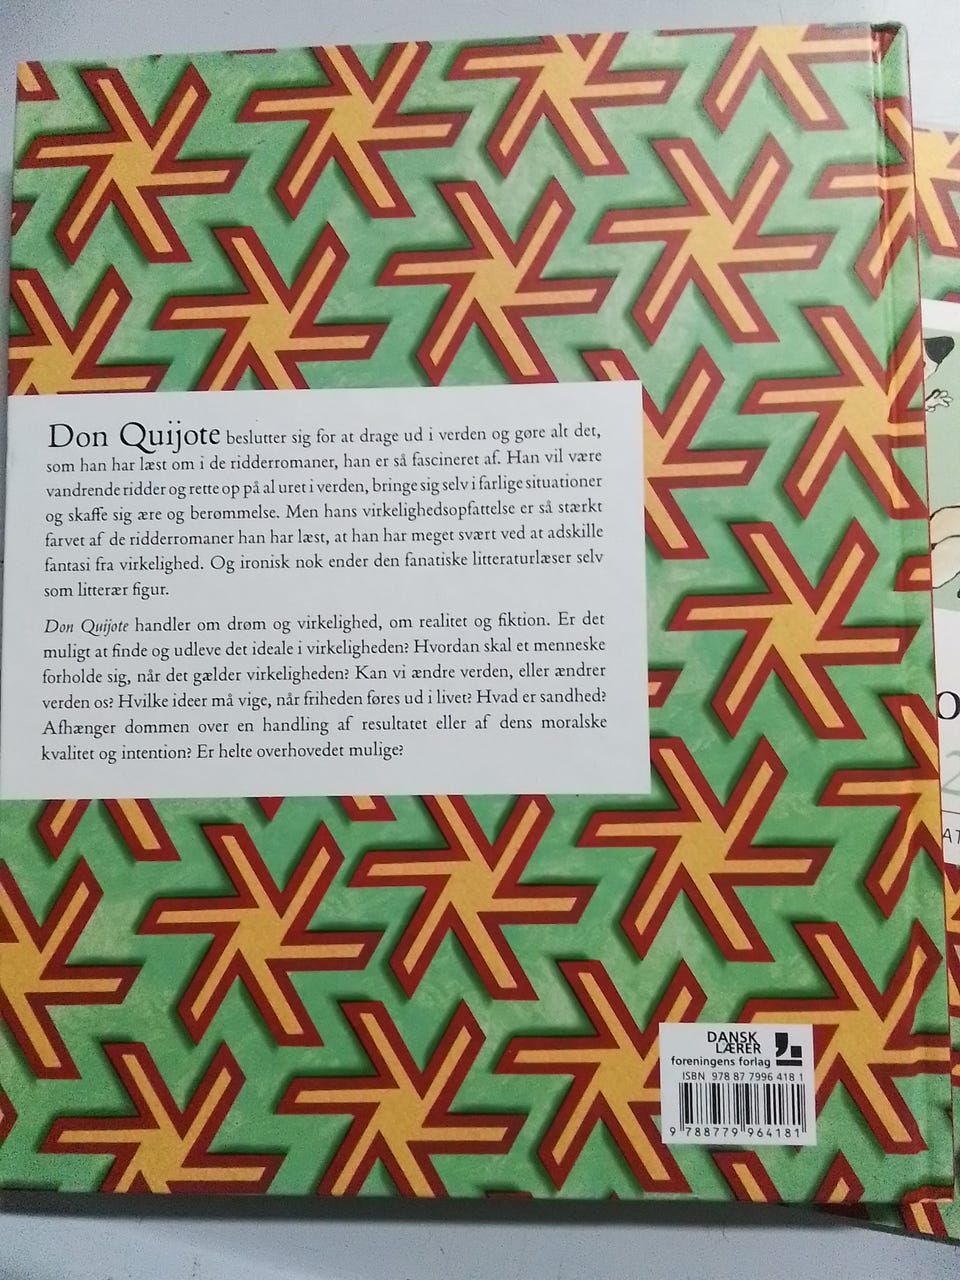 Don Quijote beslutter sig for at drage ud i verden og gøre alt det,
som han har læst om i de ridderromaner, han er så fascineret af. Han vil være
vandrende ridder og rette op på al uret i verden, bringe sig selv i farlige situationer
og skaffe sig ære og berømmelse. Men hans virkelighedsopfattelse er så stærkt
farvet af de ridderromaner han har læst, at han har meget svært ved at adskille
fantasi fra virkelighed. Og ironisk nok ender den fanatiske litteraturlæser selv
som litterær figur.
Don Quijote handler om drøm og virkelighed, om realitet og fiktion. Er det
muligt at finde og udleve det ideale i virkeligheden? Hvordan skal et menneske
forholde sig, når det gælder virkeligheden? Kan vi ændre verden, eller ændrer
verden os? Hvilke ideer må vige, når friheden føres ud i livet? Hvad er sandhed?
Afhænger dommen over en handling af resultatet eller af dens moralske
kvalitet og intention? Er helte overhovedet mulige?
DANSK
LÆRER
foreningens forlag
ISBN 978 87 7996 418 1
9 788779 964181